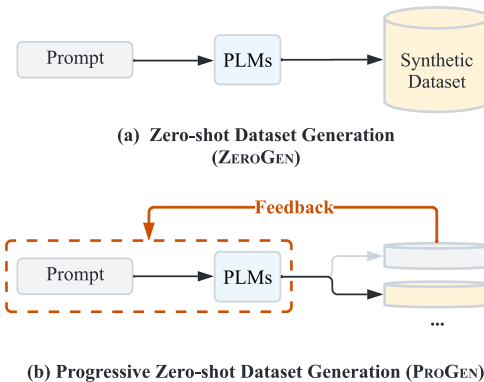 Prompt
PLMs
Synthetic
Dataset
(a) Zero-shot Dataset Generation
(ZEROGEN)
Feedback
Prompt
PLMs
...
(b) Progressive Zero-shot Dataset Generation (PROGEN)